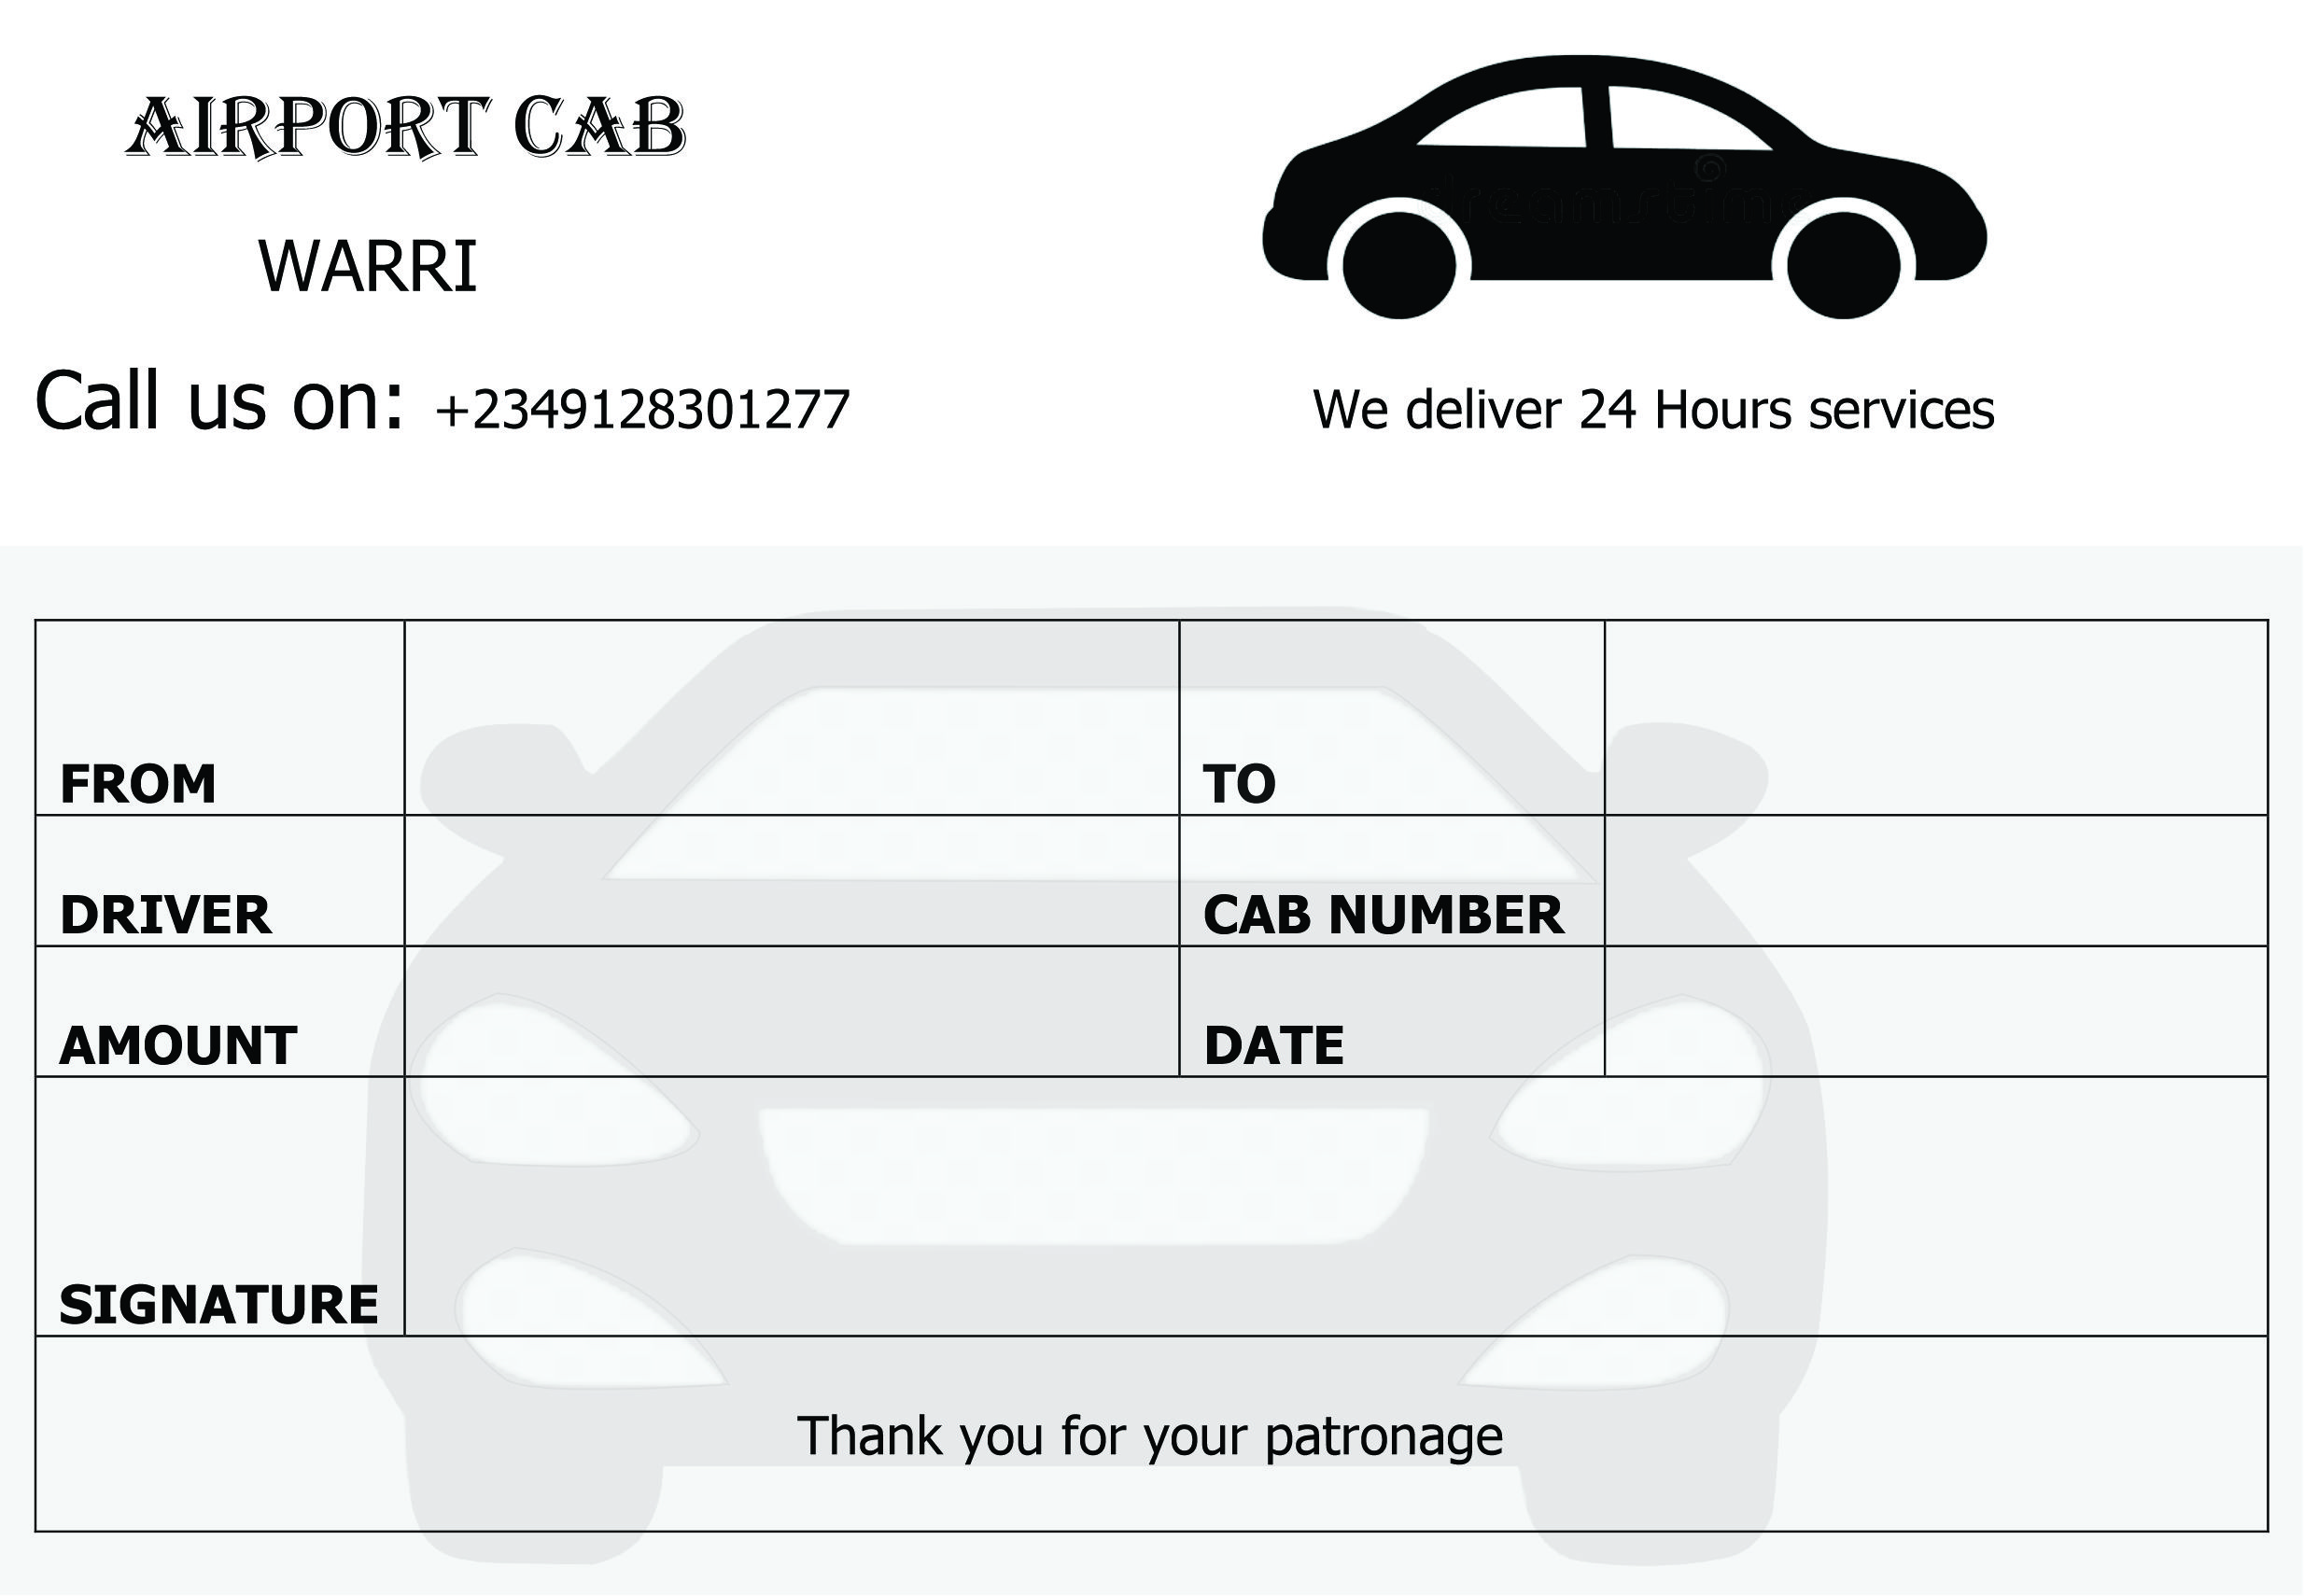 AIRPORT CAB
WARRI
Call us on: +2349128301277
We deliver 24 Hours services
FROM
TO
DRIVER
CAB NUMBER
AMOUNT
DATE
SIGNATURE
Thank you for your patronage